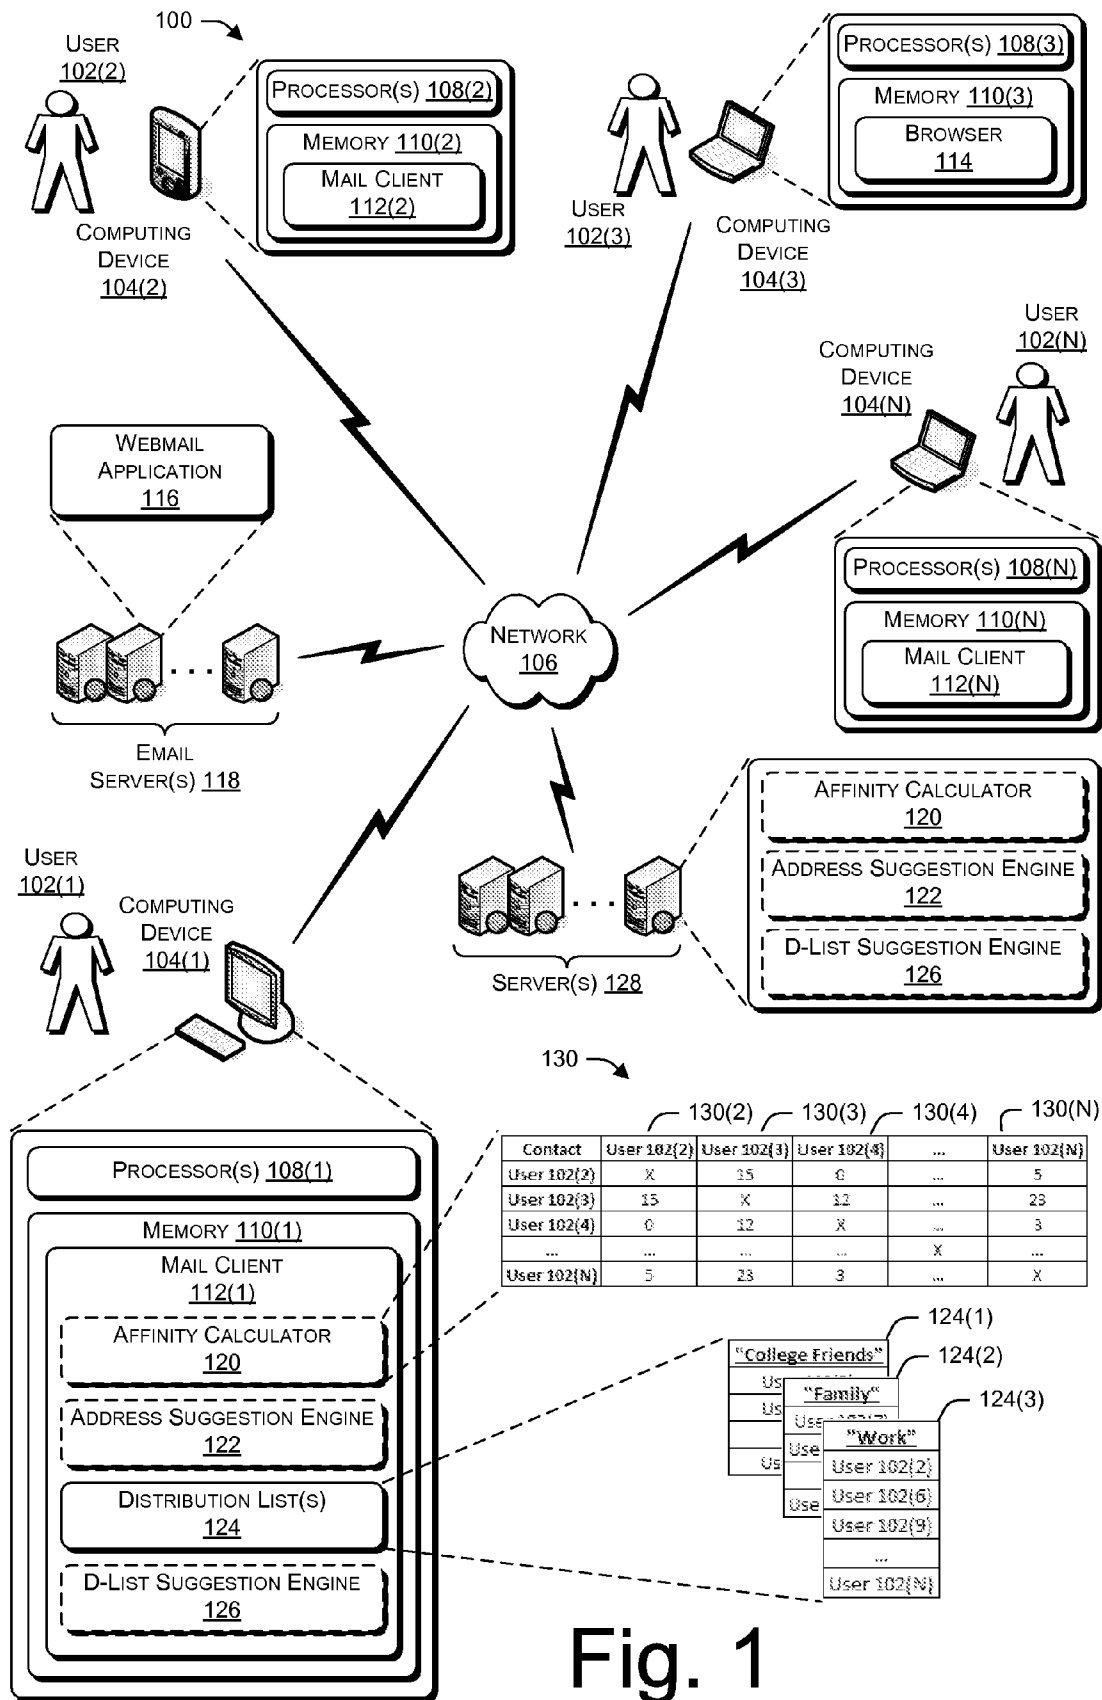 100
USER
102(2)
COMPUTING
DEVICE
104(2)
PROCESSOR(S) 108(2)
MEMORY 110(2)
MAIL CLIENT
112(2)
USER
102(3)
COMPUTING
DEVICE
104(3)
PROCESSOR(S) 108(3)
MEMORY 110(3)
BROWSER
114
USER
102(N)
COMPUTING
DEVICE
104(N)
PROCESSOR(S) 108(N)
MEMORY 110(N)
MAIL CLIENT
112(N)
WEBMAIL
APPLICATION
116
EMAIL
SERVER(S) 118
NETWORK
106
AFFINITY CALCULATOR
120
ADDRESS SUGGESTION ENGINE
122
D-LIST SUGGESTION ENGINE
126
SERVER(S) 128
USER
102(1)
COMPUTING
DEVICE
104(1)
PROCESSOR(S) 108(1)
MEMORY 110(1)
MAIL CLIENT
112(1)
AFFINITY CALCULATOR
120
ADDRESS SUGGESTION ENGINE
122
DISTRIBUTION LIST(S)
124
D-LIST SUGGESTION ENGINE
126
130
130(2) 130(3) 130(4) 130(N)
Contact User 102(2) User 102(3) User 102(4) ... User 102(N)
User 102(2) X 15 0 ... 5
User 102(3) 15 X 12 ... 23
User 102(4) 0 12 X ... 3
... ... ... ... X ...
User 102(N) 5 23 3 ... X
124(1)
"College Friends"
124(2)
"Family"
124(3)
"Work"
User 102(2)
User 102(6)
User 102(9)
...
User 102(N)
Fig. 1